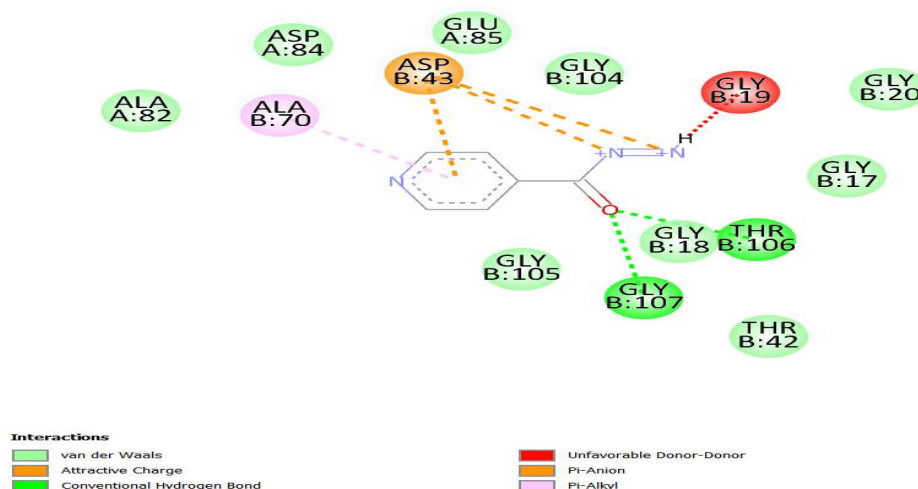 GLU
A:85
ASP
A:84
ASP
B:43
GLY
B:104
GLY
B:19
GLY
B:20
ALA
A:82
ALA
B:70
H
N
+N
+N
GLY
B:17
O
GLY
B:18
THR
B:106
GLY
B:105
GLY
B:107
THR
B:42
Interactions
van der Waals
Attractive Charge
Conventional Hydrogen Bond
Unfavorable Donor-Donor
Pi-Anion
Pi-Alkyl